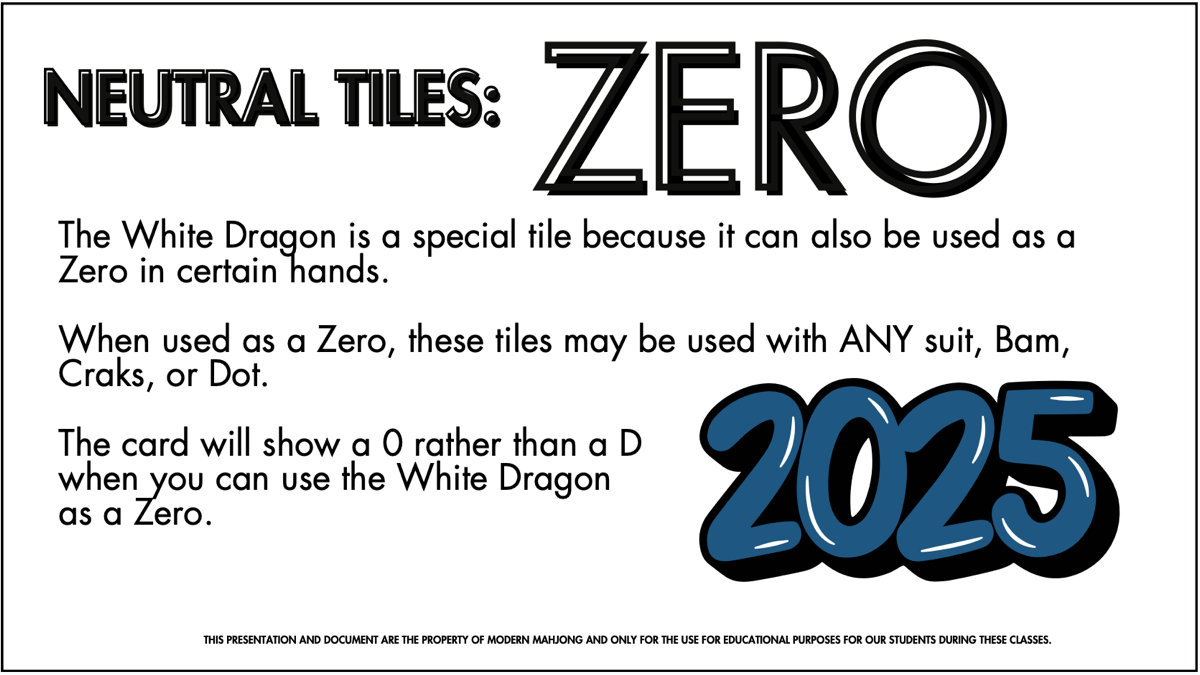 NEUTRAL TILES: ZERO
The White Dragon is a special tile because it can also be used as a
Zero in certain hands.
When used as a Zero, these tiles may be used with ANY suit, Bam,
Craks, or Dot.
The card will show a 0 rather than a D
when you can use the White Dragon
as a Zero.
2025
THIS PRESENTATION AND DOCUMENT ARE THE PROPERTY OF MODERN MAHJONG AND ONLY FOR THE USE FOR EDUCATIONAL PURPOSES FOR OUR STUDENTS DURING THESE CLASSES.